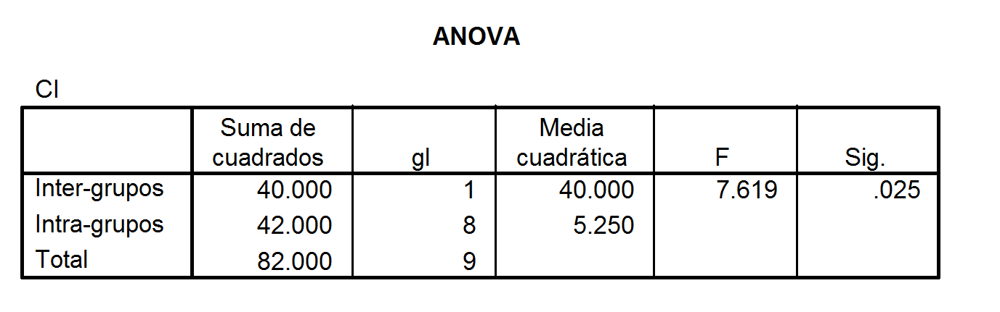 ANOVA
CI
Suma de cuadrados gl Media cuadrática F Sig.
Inter-grupos 40.000 1 40.000 7.619 .025
Intra-grupos 42.000 8 5.250
Total 82.000 9